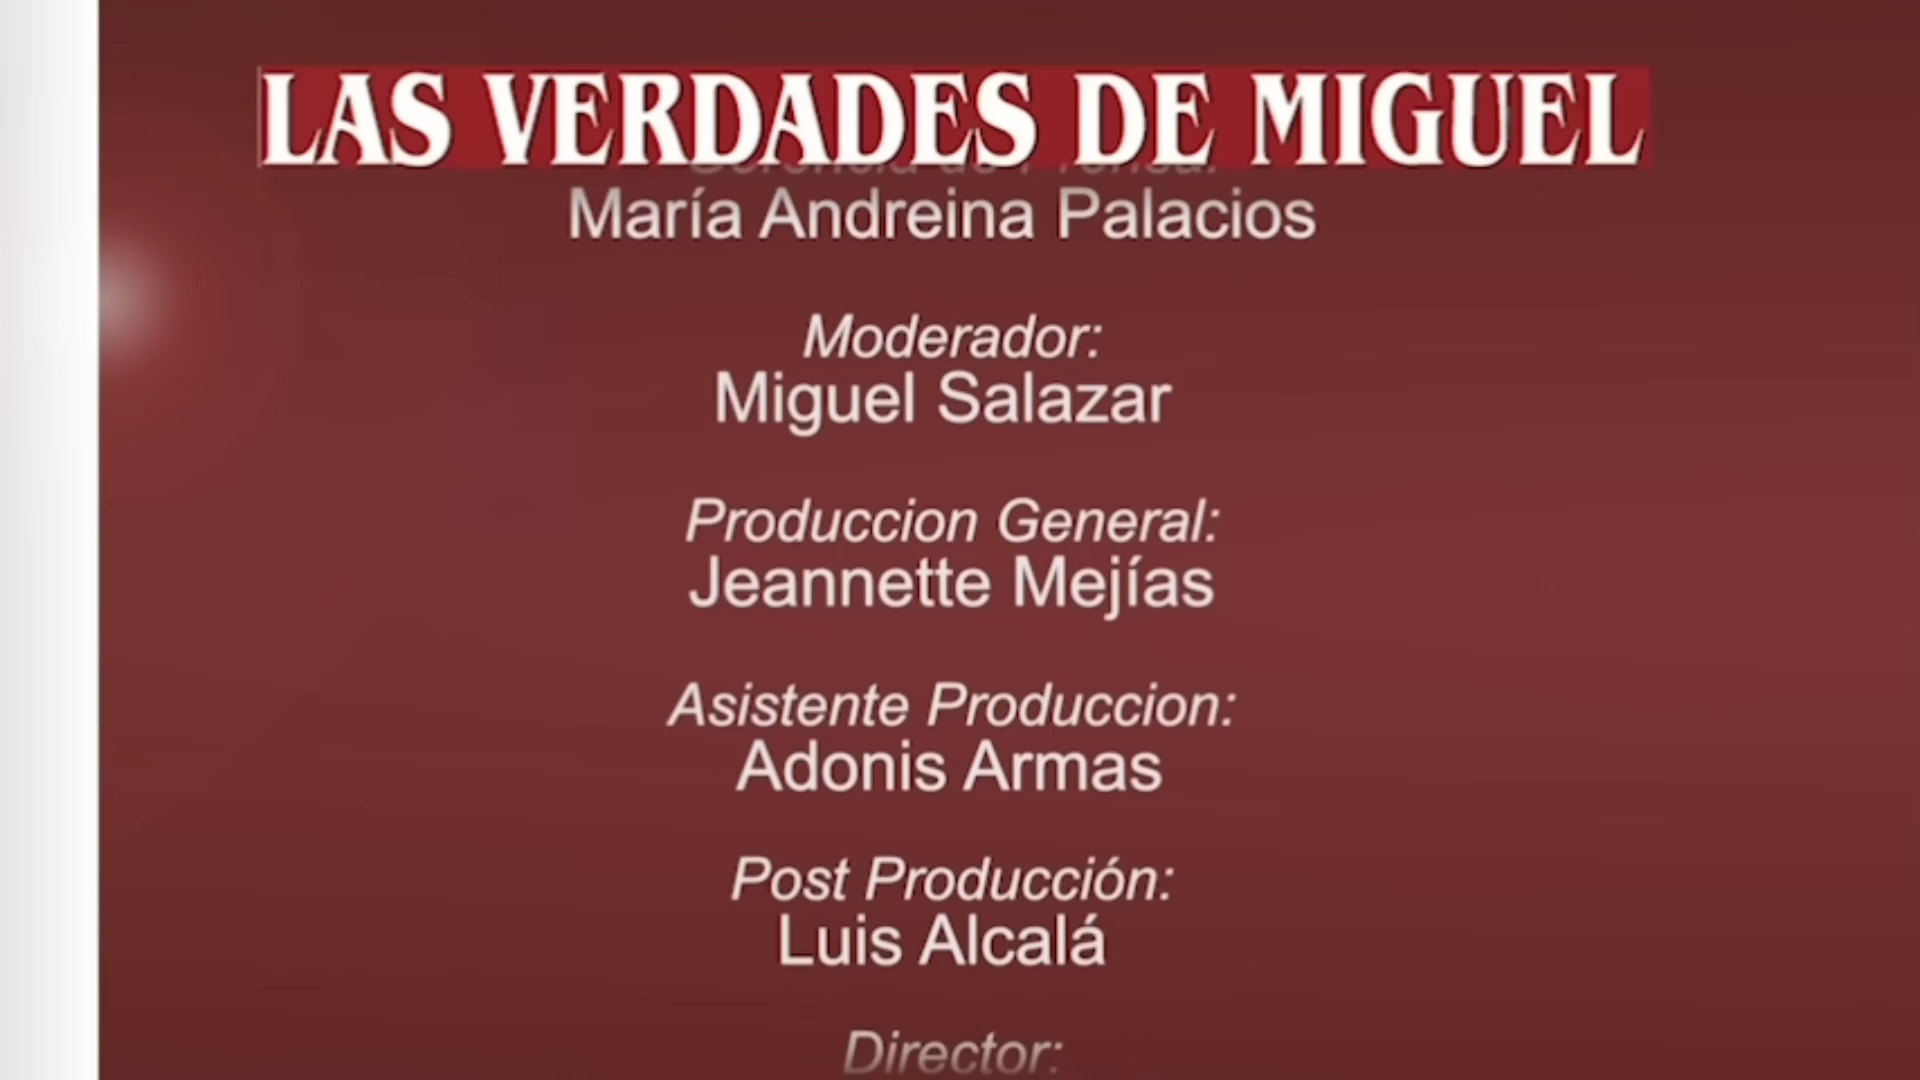 LAS VERDADES DE MIGUEL
María Andreina Palacios
Moderador:
Miguel Salazar
Produccion General:
Jeannette Mejías
Asistente Produccion:
Adonis Armas
Post Producción:
Luis Alcalá
Director: